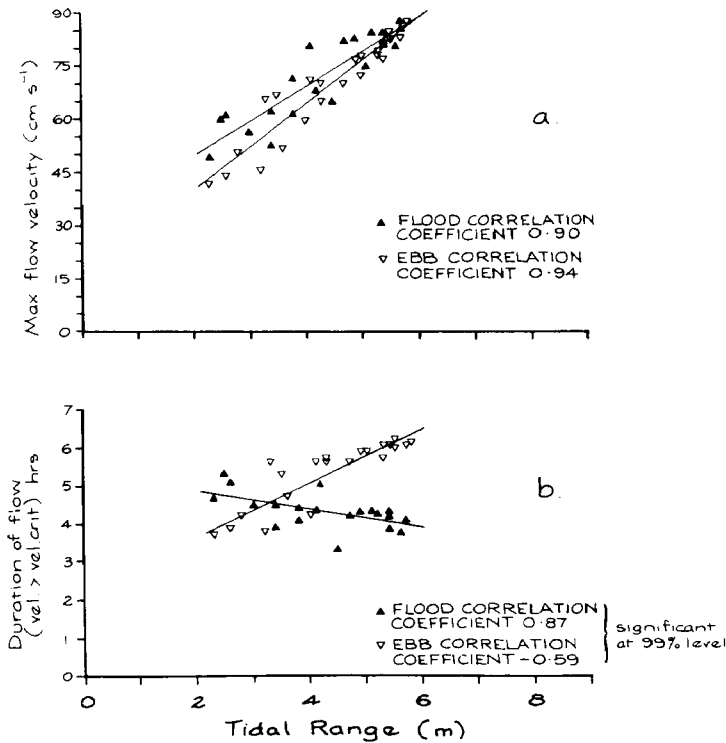 90
75
60
45
30
15
0
Max flow velocity (cm s⁻¹)
a.
▲ FLOOD CORRELATION
COEFFICIENT 0·90
▽ EBB CORRELATION
COEFFICIENT 0·94
7
6
5
4
3
2
1
0
Duration of flow
(vel. > vel.crit) hrs
b.
▲ FLOOD CORRELATION
COEFFICIENT 0·87
▽ EBB CORRELATION
COEFFICIENT -0·59
significant
at 99% level
0 2 4 6 8
Tidal Range (m)